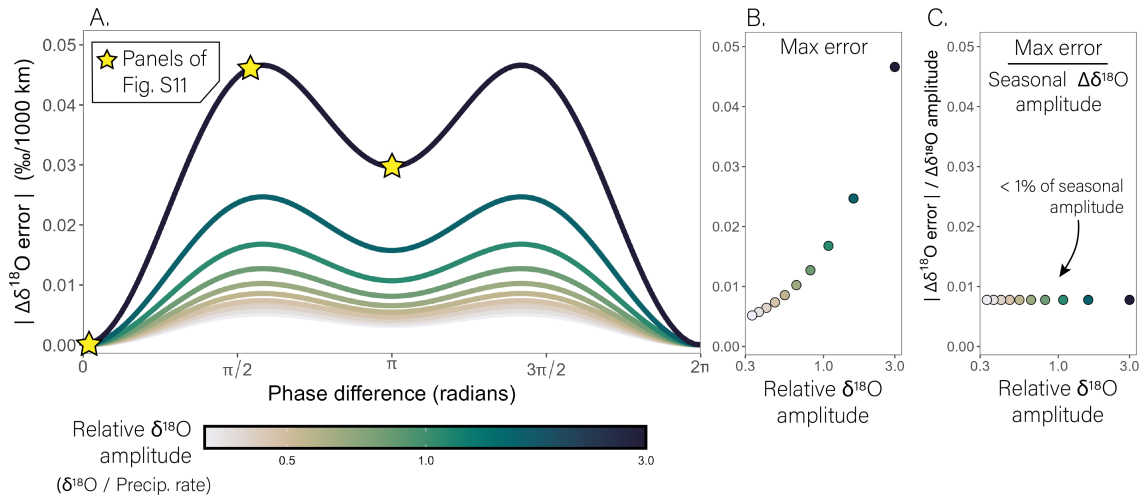 A.
Panels of
Fig. S11
| Δδ¹⁸O error | (‰/1000 km)
0.05
0.04
0.03
0.02
0.01
0.00
0
π/2
π
3π/2
2π
Phase difference (radians)
Relative δ¹⁸O
amplitude
(δ¹⁸O / Precip. rate)
0.5
1.0
3.0
B.
Max error
0.05
0.04
0.03
0.02
0.01
0.00
0.3
1.0
3.0
Relative δ¹⁸O
amplitude
C.
Max error
Seasonal Δδ¹⁸O
amplitude
| Δδ¹⁸O error | / Δδ¹⁸O amplitude
< 1% of seasonal
amplitude
0.05
0.04
0.03
0.02
0.01
0.00
0.3
1.0
3.0
Relative δ¹⁸O
amplitude